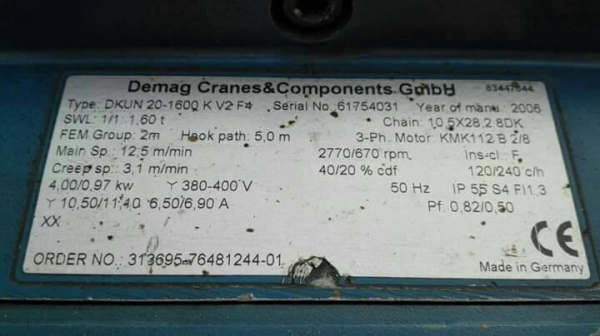 Demag Cranes&Components GmbH 83447644
Type: DKUN 20-1600 K V2 F4 Serial No. 61754031 Year of manu: 2006
SWL: 1/1: 1,60 t Chain: 10,5X28,2 8DK
FEM Group: 2m Hook path: 5,0 m 3-Ph. Motor: KMK112 B 2/8
Main Sp.: 12,5 m/min 2770/670 rpm ins-cl.: F
Creep sp.: 3,1 m/min 40/20 % cdf 120/240 c/h
4,00/0,97 kw Y 380-400 V 50 Hz IP 55 S4 FI1.3
Y 10,50/11,40 6,50/6,90 A Pf: 0,82/0,50
XX
CE
ORDER NO.: 313695-76481244-01 Made in Germany